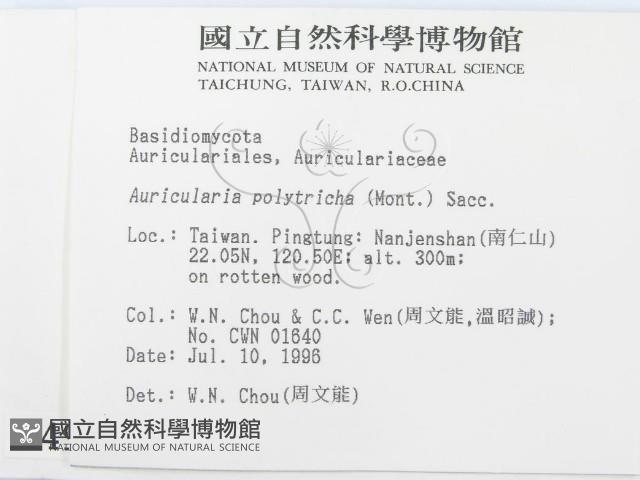 國立自然科學博物館
NATIONAL MUSEUM OF NATURAL SCIENCE
TAICHUNG, TAIWAN, R.O.CHINA
Basidiomycota
Auriculariales, Auriculariaceae
Auricularia polytricha (Mont.) Sacc.
Loc.: Taiwan. Pingtung: Nanjenshan(南仁山)
22.05N, 120.50E; alt. 300m;
on rotten wood.
Col.: W.N. Chou & C.C. Wen(周文能,溫昭誠);
No. CWN 01640
Date: Jul. 10, 1996
Det.: W.N. Chou(周文能)
國立自然科學博物館
NATIONAL MUSEUM OF NATURAL SCIENCE